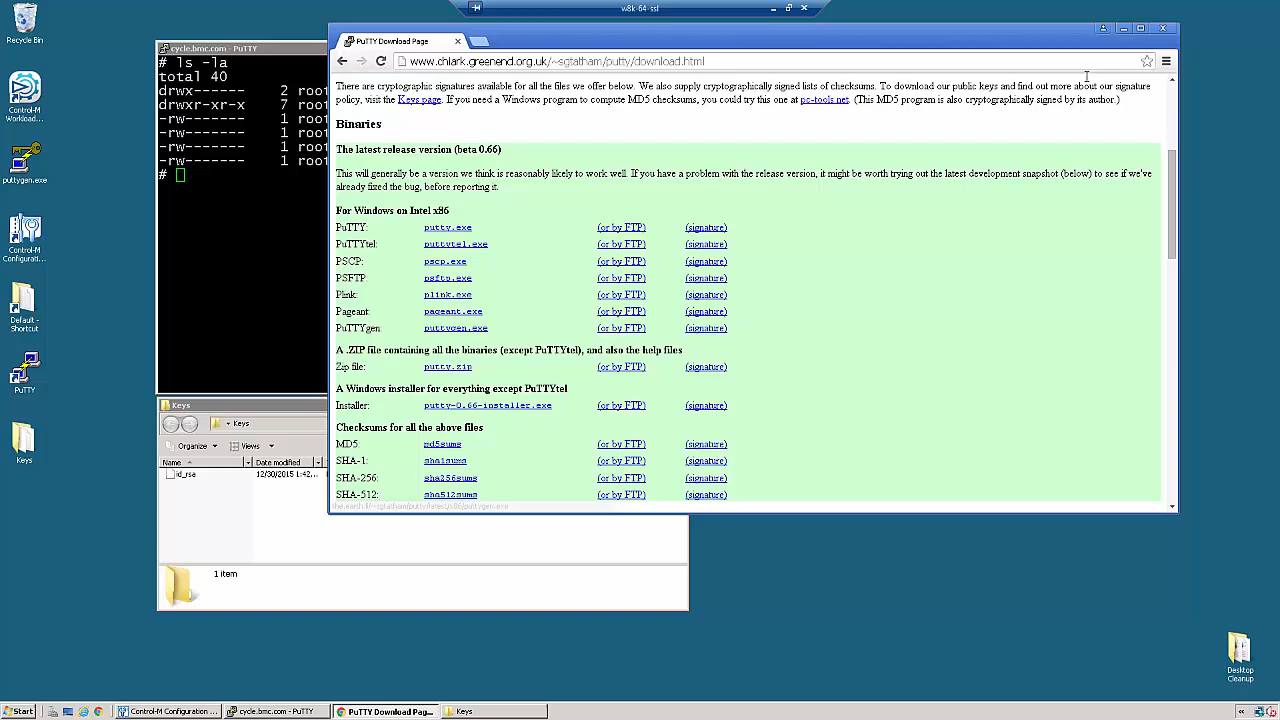 w8k-64-ssl
Recycle Bin
Control-M
Workload...
puttygen.exe
Control-M
Configurati...
Default -
Shortcut
PuTTY
Keys
cycle.bmc.com - PuTTY
# ls -la
total 40
drwx------ 2 root
drwxr-xr-x 7 root
-rw------- 1 root
-rw------- 1 root
-rw------- 1 root
-rw------- 1 root
#
PuTTY Download Page
www.chiark.greenend.org.uk/~sgtatham/putty/download.html
There are cryptographic signatures available for all the files we offer below. We also supply cryptographically signed lists of checksums. To download our public keys and find out more about our signature
policy, visit the Keys page. If you need a Windows program to compute MD5 checksums, you could try this one at pc-tools.net. (This MD5 program is also cryptographically signed by its author.)
Binaries
The latest release version (beta 0.66)
This will generally be a version we think is reasonably likely to work well. If you have a problem with the release version, it might be worth trying out the latest development snapshot (below) to see if we've
already fixed the bug, before reporting it.
For Windows on Intel x86
PuTTY: putty.exe (or by FTP) (signature)
PuTTYtel: puttytel.exe (or by FTP) (signature)
PSCP: pscp.exe (or by FTP) (signature)
PSFTP: psftp.exe (or by FTP) (signature)
Plink: plink.exe (or by FTP) (signature)
Pageant: pageant.exe (or by FTP) (signature)
PuTTYgen: puttygen.exe (or by FTP) (signature)
A .ZIP file containing all the binaries (except PuTTYtel), and also the help files
Zip file: putty.zip (or by FTP) (signature)
A Windows installer for everything except PuTTYtel
Installer: putty-0.66-installer.exe (or by FTP) (signature)
Checksums for all the above files
MD5: md5sums (or by FTP) (signature)
SHA-1: sha1sums (or by FTP) (signature)
SHA-256: sha256sums (or by FTP) (signature)
SHA-512: sha512sums (or by FTP) (signature)
the.earth.li/~sgtatham/putty/latest/x86/puttygen.exe
Keys
Keys
Organize Views
Name Date modified
id_rsa 12/30/2015 1:42...
1 item
Desktop
Cleanup
Start
Control-M Configuration ...
cycle.bmc.com - PuTTY
PuTTY Download Pag...
Keys